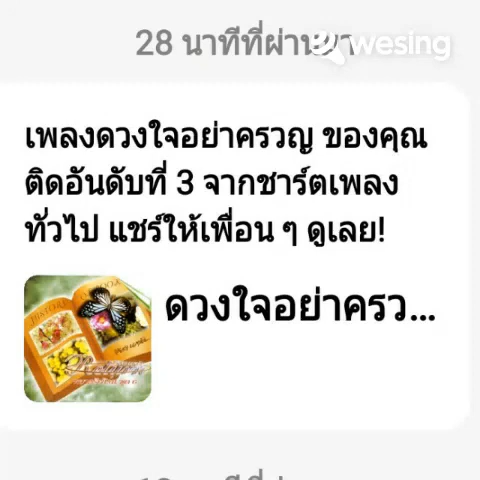 28 นาทีที่ผ่านมา
wesing
เพลงดวงใจอย่าครวญ ของคุณ
ติดอันดับที่ 3 จากชาร์ตเพลง
ทั่วไป แชร์ให้เพื่อน ๆ ดูเลย!
ดวงใจอย่าครว...